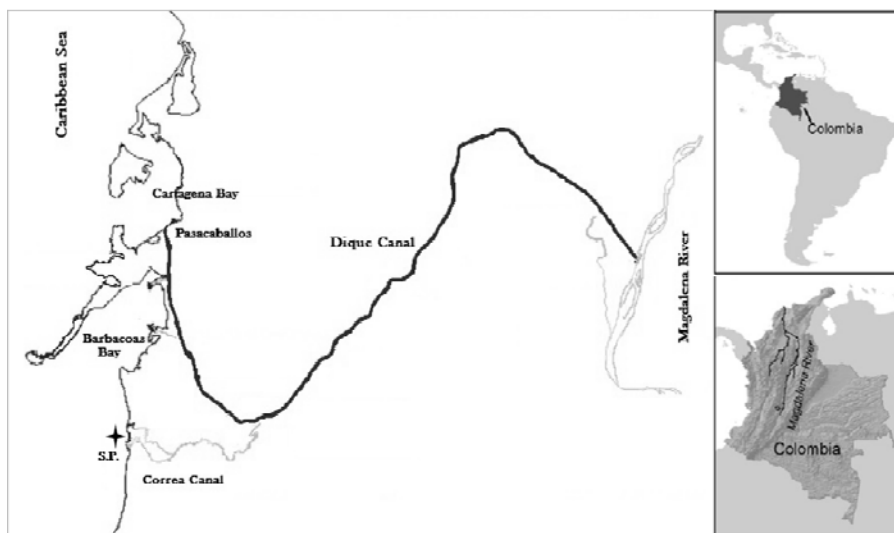 Caribbean Sea
Cartagena Bay
Pasacaballos
Dique Canal
Magdalena River
Barbacoas
Bay
S.P.
Correa Canal
Colombia
Magdalena River
Colombia